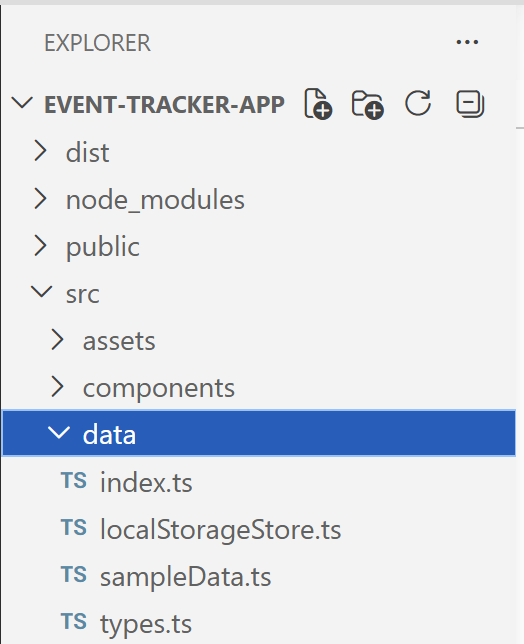 EXPLORER
EVENT-TRACKER-APP
dist
node_modules
public
src
assets
components
data
TS index.ts
TS localStorageStore.ts
TS sampleData.ts
TS types.ts